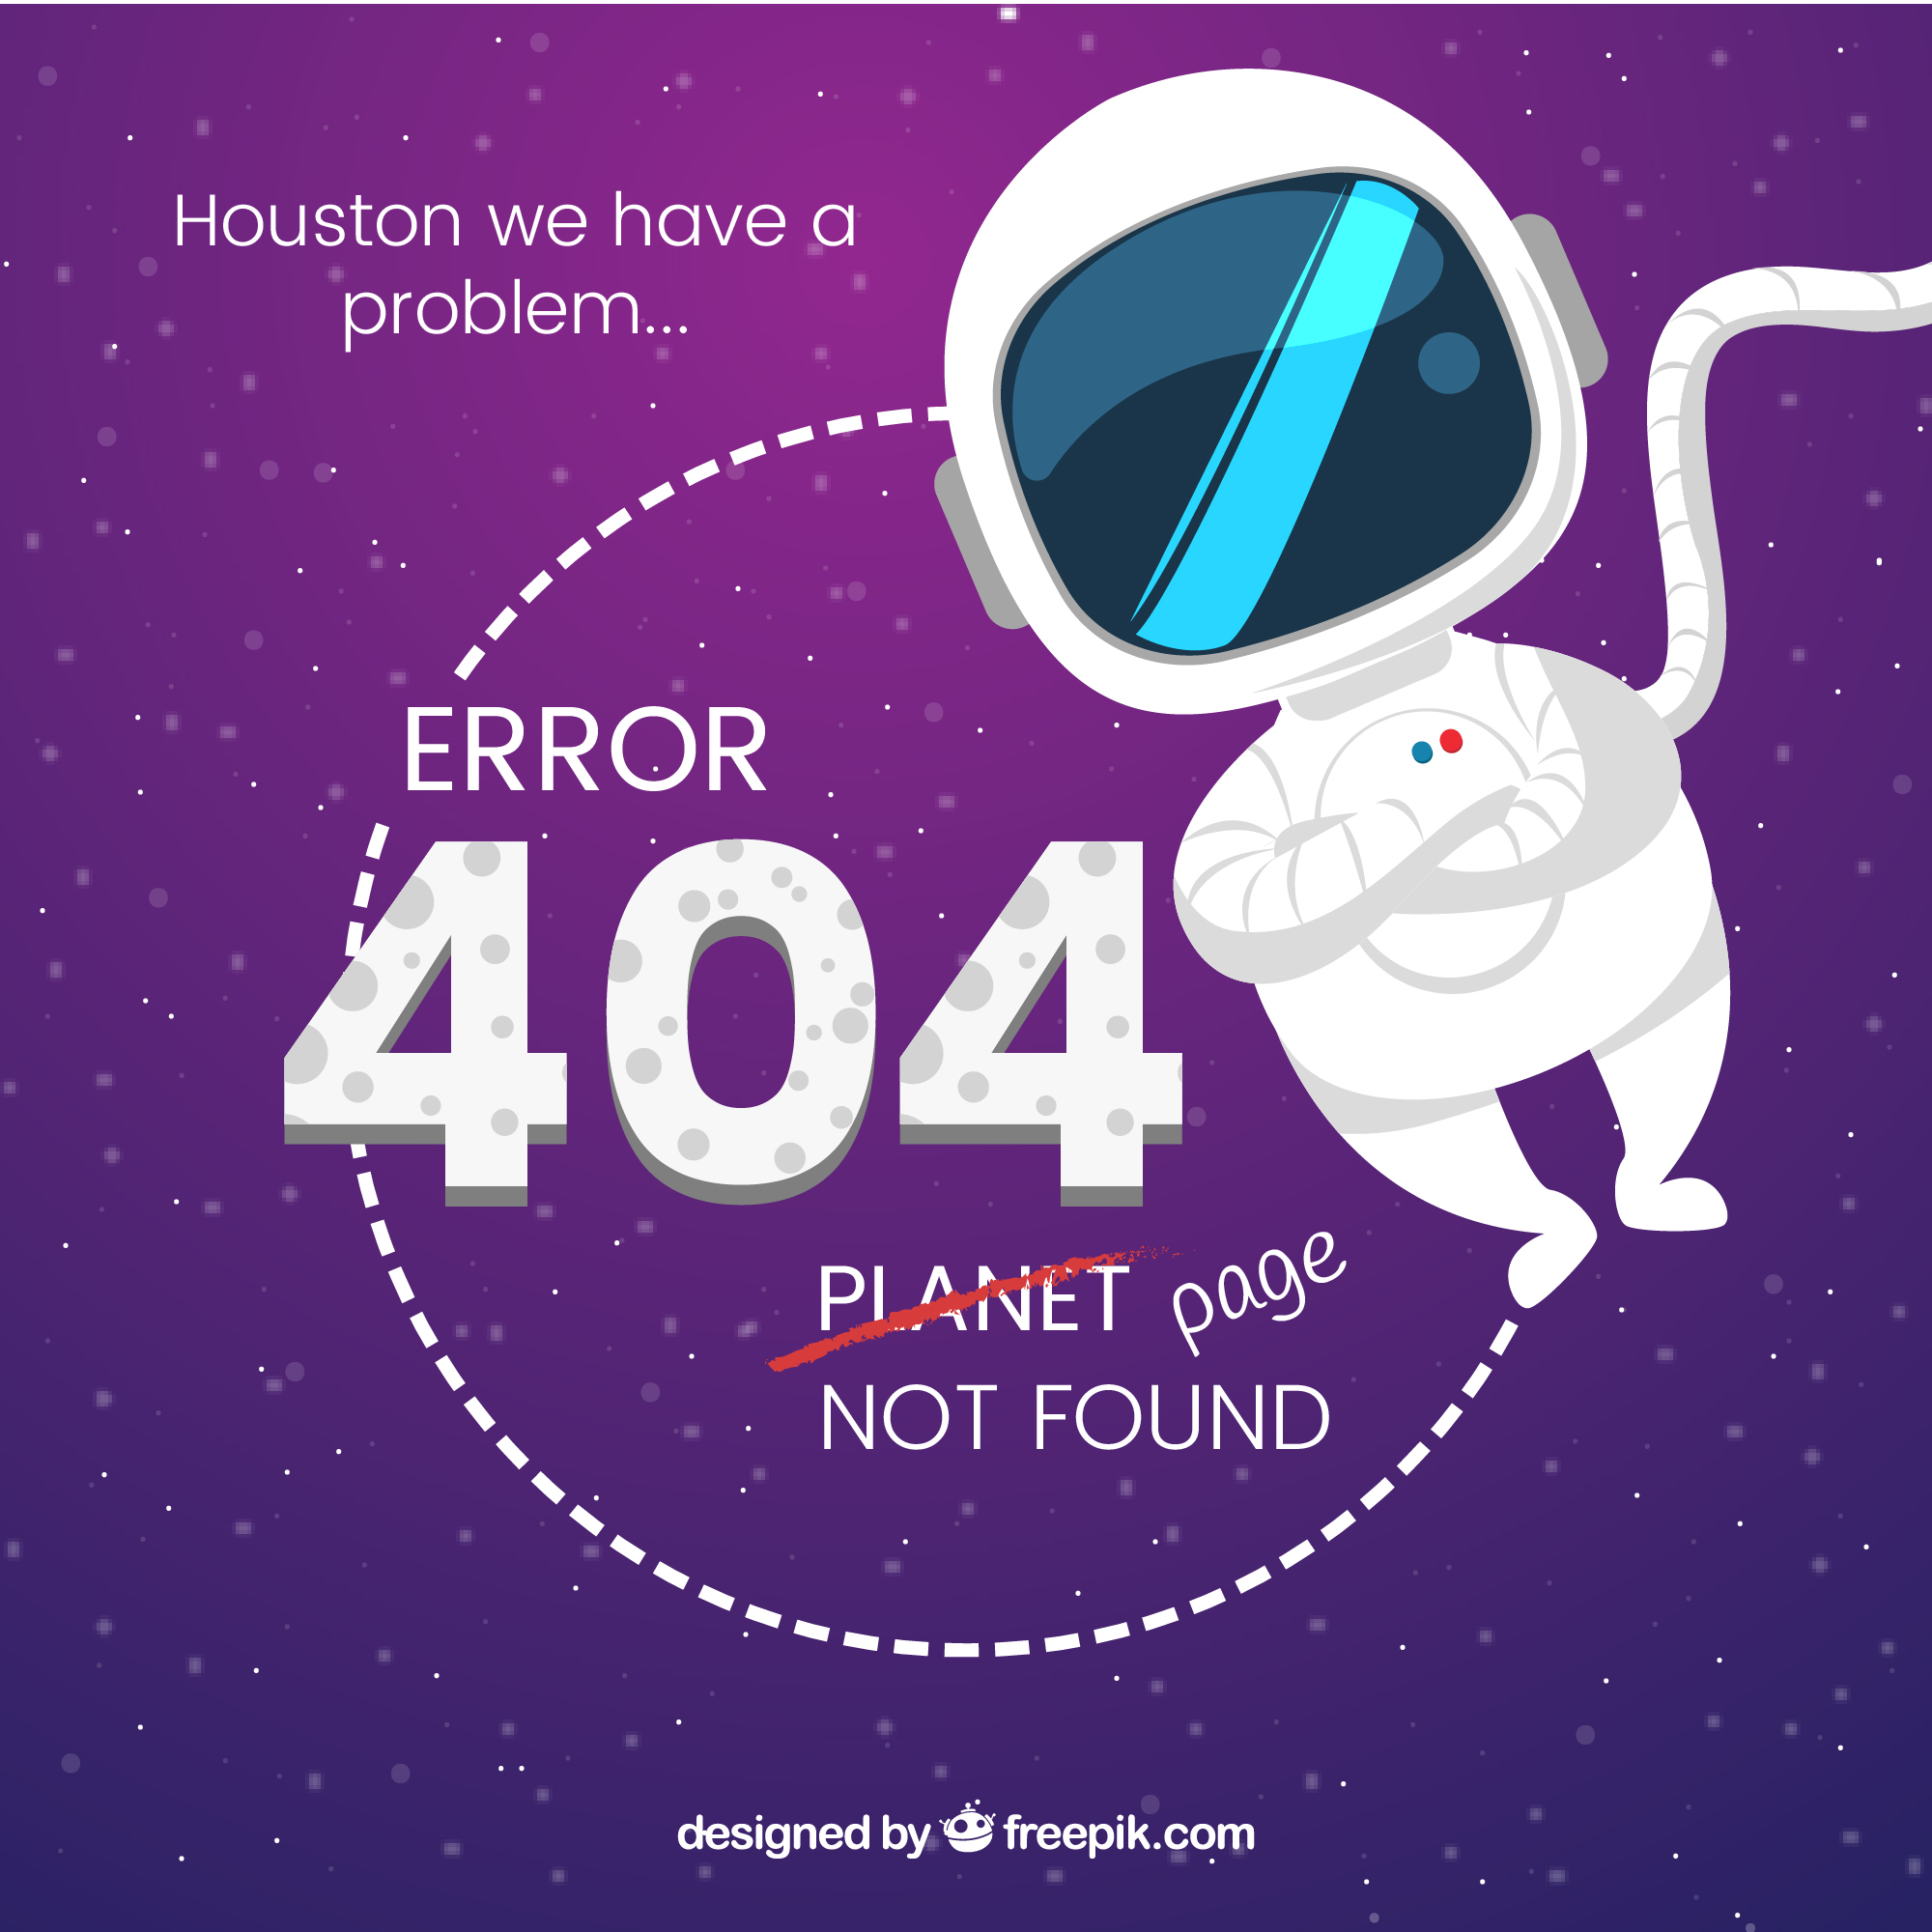 Houston we have a
problem...
ERROR
404
PLANET page
NOT FOUND
designed by freepik.com